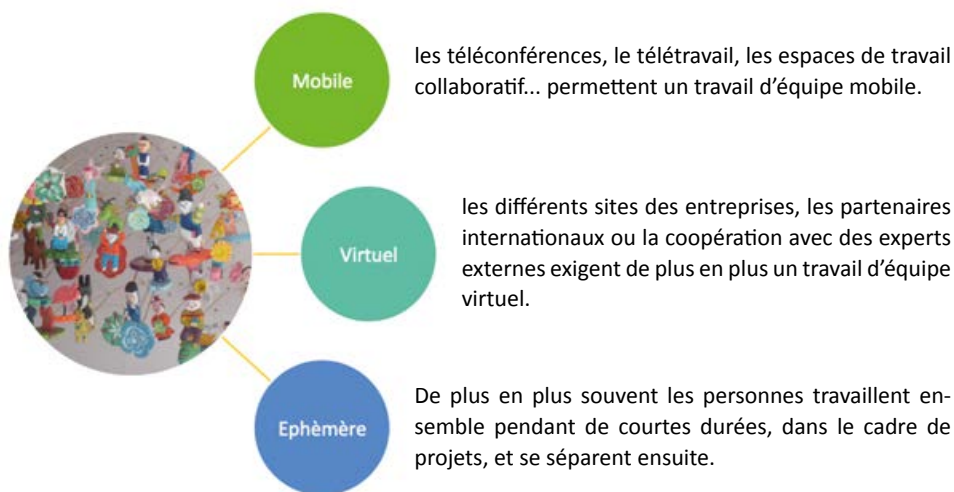 Mobile
les téléconférences, le télétravail, les espaces de travail
collaboratif... permettent un travail d'équipe mobile.
Virtuel
les différents sites des entreprises, les partenaires
internationaux ou la coopération avec des experts
externes exigent de plus en plus un travail d'équipe
virtuel.
Ephèmère
De plus en plus souvent les personnes travaillent en-
semble pendant de courtes durées, dans le cadre de
projets, et se séparent ensuite.